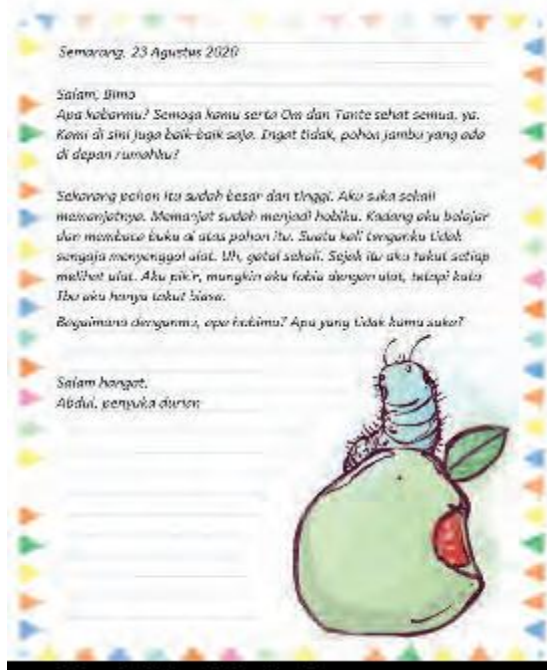 Semarang, 23 Agustus 2020
Salam, Bimo
Apa kabarmu? Semoga kamu serta Om dan Tante sehat semua, ya.
Kami di sini juga baik-baik saja. Ingat tidak, pohon jambu yang ada
di depan rumahku?
Sekarang pohon itu sudah besar dan tinggi. Aku suka sekali
memanjatnya. Memanjat sudah menjadi hobiku. Kadang aku belajar
dan membaca buku di atas pohon itu. Suatu kali tanganku tidak
sengaja menyenggol ulat. Uh, gatal sekali. Sejak itu aku takut setiap
melihat ulat. Aku pikir, mungkin aku fobia dengan ulat, tetapi kata
Ibu aku hanya takut biasa.
Bagaimana denganmu, apa hobimu? Apa yang tidak kamu suka?
Salam hangat,
Abdul, penyuka durian